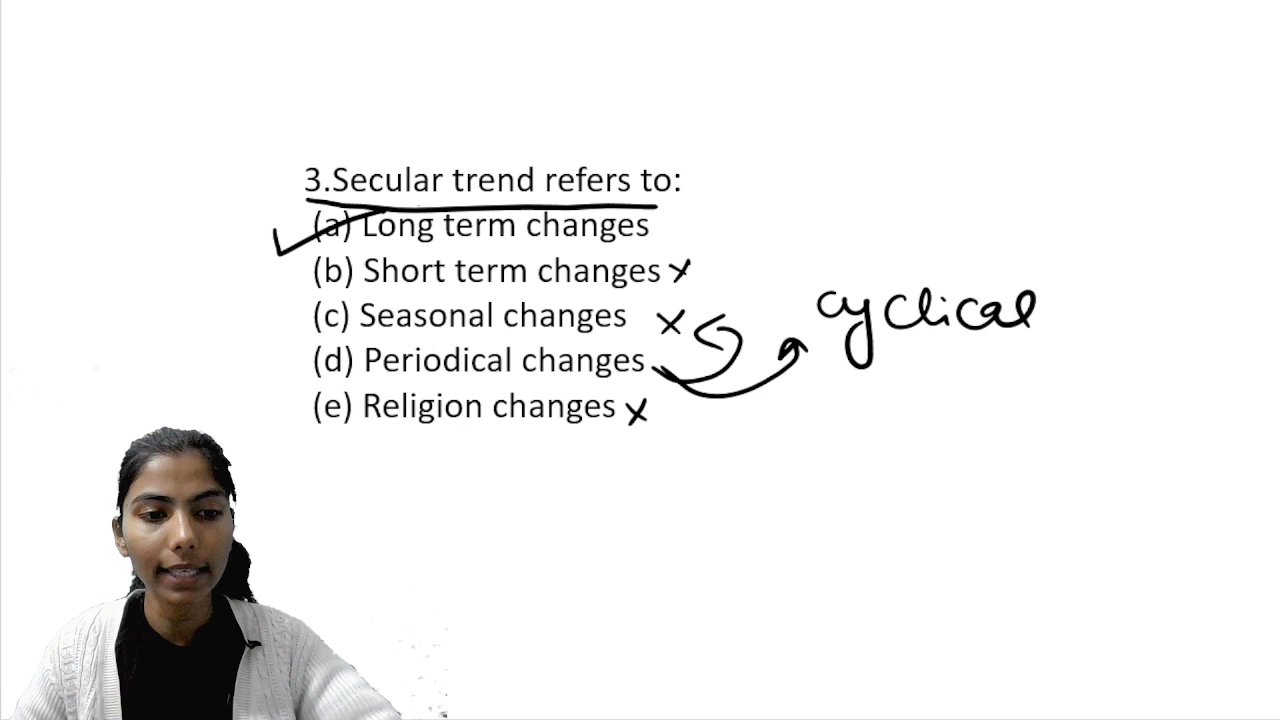 3.Secular trend refers to:
(a) Long term changes
(b) Short term changes
(c) Seasonal changes
(d) Periodical changes
(e) Religion changes
cyclical